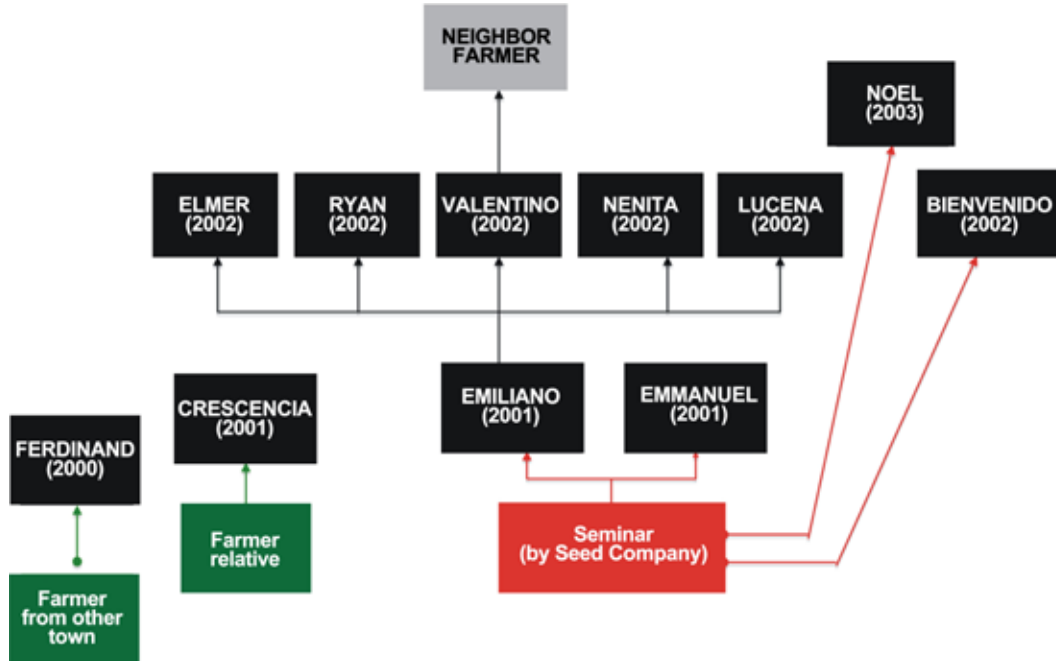 NEIGHBOR
FARMER
NOEL
(2003)
ELMER
(2002)
RYAN
(2002)
VALENTINO
(2002)
NENITA
(2002)
LUCENA
(2002)
BIENVENIDO
(2002)
EMILIANO
(2001)
EMMANUEL
(2001)
CRESCENCIA
(2001)
FERDINAND
(2000)
Seminar
(by Seed Company)
Farmer
relative
Farmer
from other
town